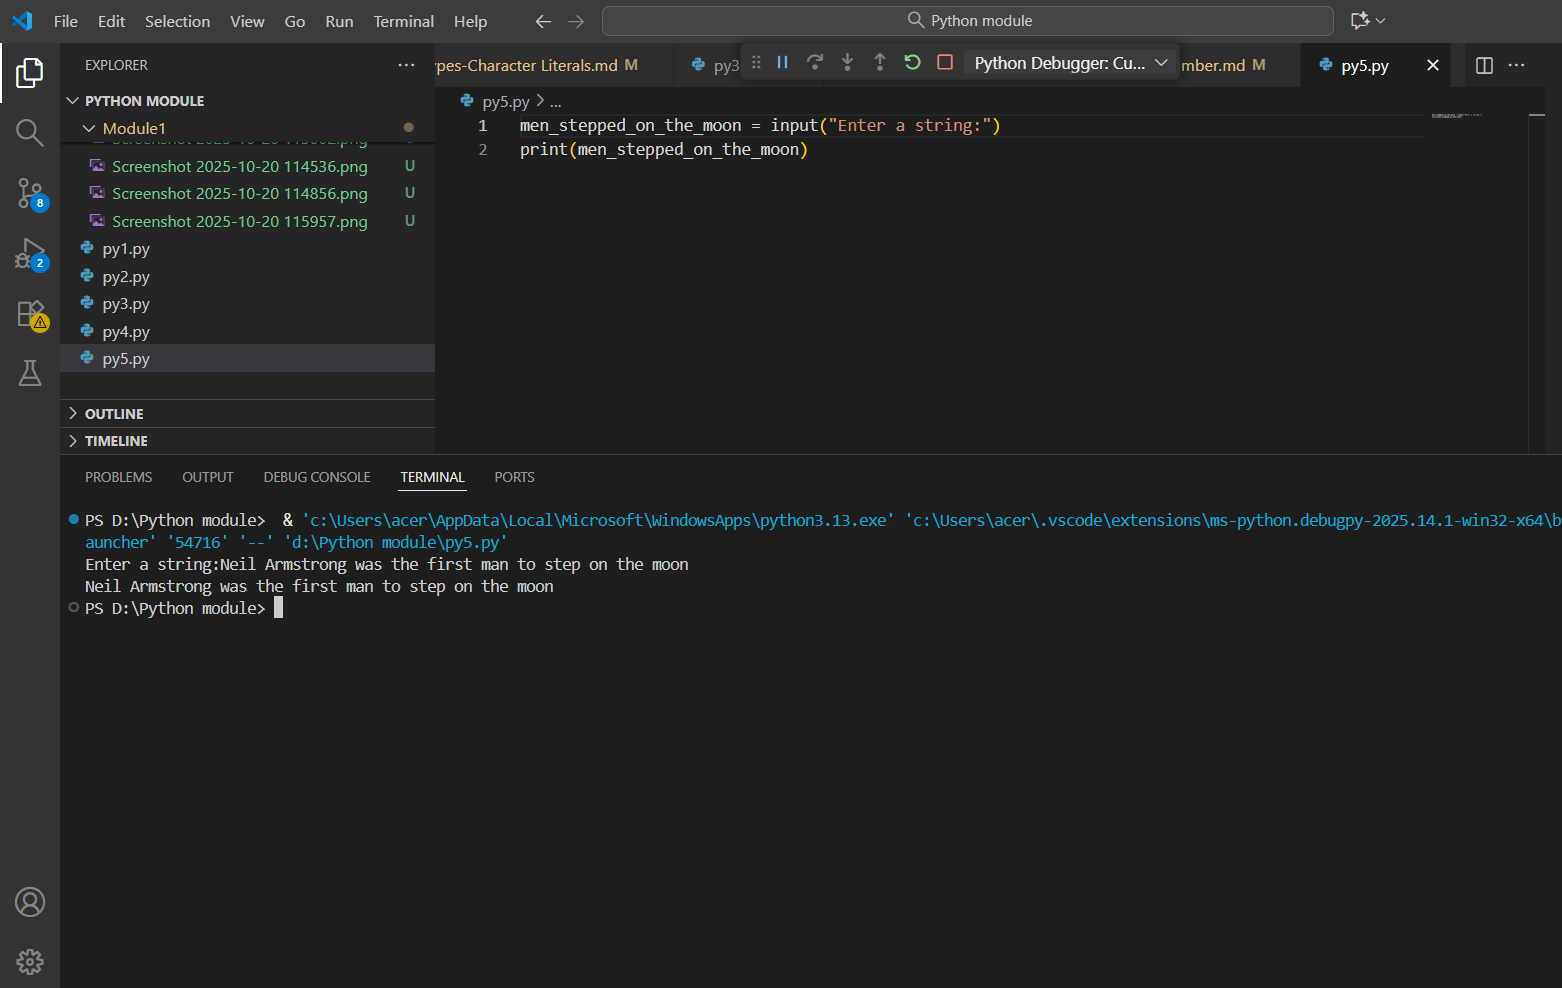 File Edit Selection View Go Run Terminal Help
Python module
EXPLORER
PYTHON MODULE
Module1
Screenshot 2025-10-20 114536.png U
Screenshot 2025-10-20 114856.png U
Screenshot 2025-10-20 115957.png U
py1.py
py2.py
py3.py
py4.py
py5.py
OUTLINE
TIMELINE
8
2
ypes-Character Literals.md M
py3
Python Debugger: Cu...
mber.md M
py5.py
py5.py > ...
1 men_stepped_on_the_moon = input("Enter a string:")
2 print(men_stepped_on_the_moon)
PROBLEMS OUTPUT DEBUG CONSOLE TERMINAL PORTS
PS D:\Python module> & 'c:\Users\acer\AppData\Local\Microsoft\WindowsApps\python3.13.exe' 'c:\Users\acer\.vscode\extensions\ms-python.debugpy-2025.14.1-win32-x64\b
auncher' '54716' '--' 'd:\Python module\py5.py'
Enter a string:Neil Armstrong was the first man to step on the moon
Neil Armstrong was the first man to step on the moon
PS D:\Python module>